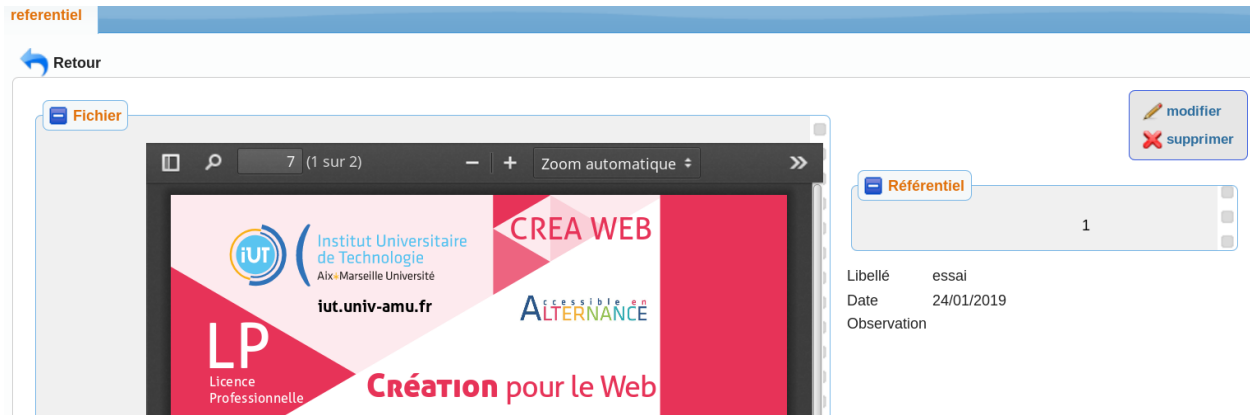 referentiel
Retour
Fichier
7 (1 sur 2)
Zoom automatique
iUT
Institut Universitaire
de Technologie
Aix+Marseille Université
iut.univ-amu.fr
CREA WEB
Accessible en
ALTERNANCE
LP
Licence
Professionnelle
Création pour le Web
modifier
supprimer
Référentiel
1
Libellé essai
Date 24/01/2019
Observation